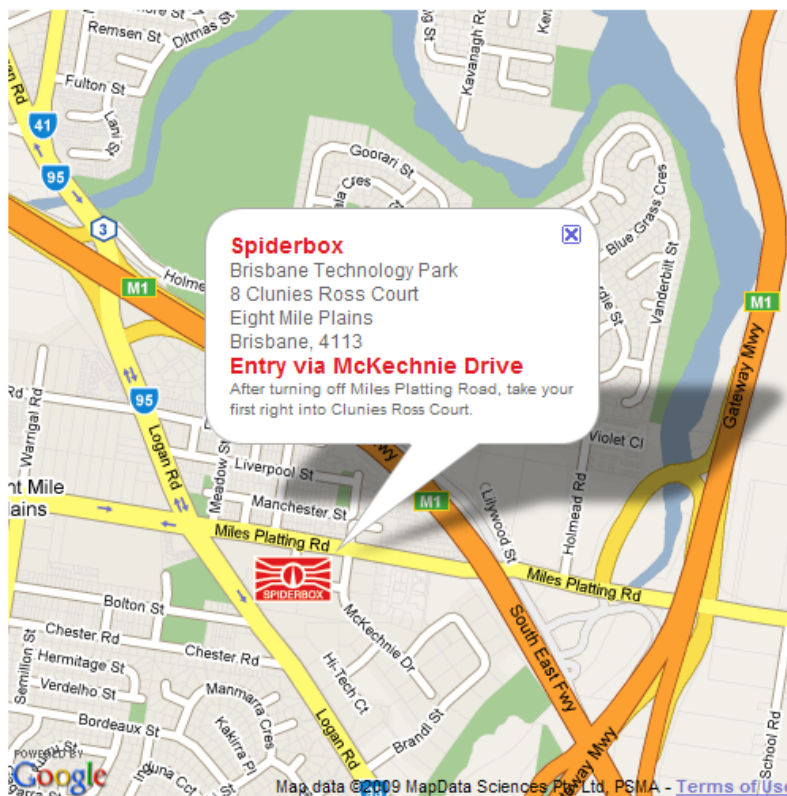 Remsen St
Ditmas St
Fulton St
Lani St
41
95
3
Kavanagh Rd
Goorari St
Blue Grass Cres
Vanderbilt St
M1
M1
Gateway Mwy
Spiderbox
Brisbane Technology Park
8 Clunies Ross Court
Eight Mile Plains
Brisbane, 4113
Entry via McKechnie Drive
After turning off Miles Platting Road, take your
first right into Clunies Ross Court.
95
Logan Rd
Warrigal Rd
Meadow St
Liverpool St
Manchester St
M1
Violet Cl
Lilywood St
Holmead Rd
Miles Platting Rd
Miles Platting Rd
SPIDERBOX
McKechnie Dr
Hi-Tech Ct
Brandl St
South East Fwy
Bolton St
Chester Rd
Chester Rd
Hermitage St
Verdelho St
Semillon St
Bordeaux St
Manmarra Cres
Kakirra Pl
Logan Rd
School Rd
POWERED BY
Google
Map data ©2009 MapData Sciences Pty Ltd, PSMA - Terms of Use